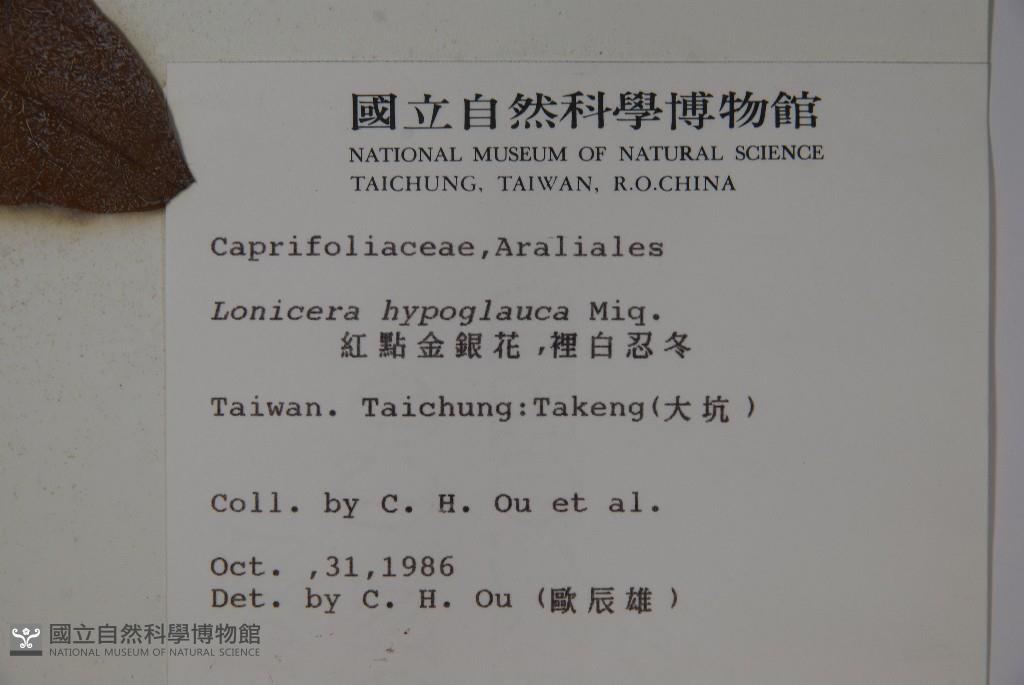 國立自然科學博物館
NATIONAL MUSEUM OF NATURAL SCIENCE
TAICHUNG, TAIWAN, R.O.CHINA
Caprifoliaceae,Araliales
Lonicera hypoglauca Miq.
紅點金銀花,裡白忍冬
Taiwan. Taichung:Takeng(大坑)
Coll. by C. H. Ou et al.
Oct. ,31,1986
Det. by C. H. Ou (歐辰雄)
國立自然科學博物館
NATIONAL MUSEUM OF NATURAL SCIENCE